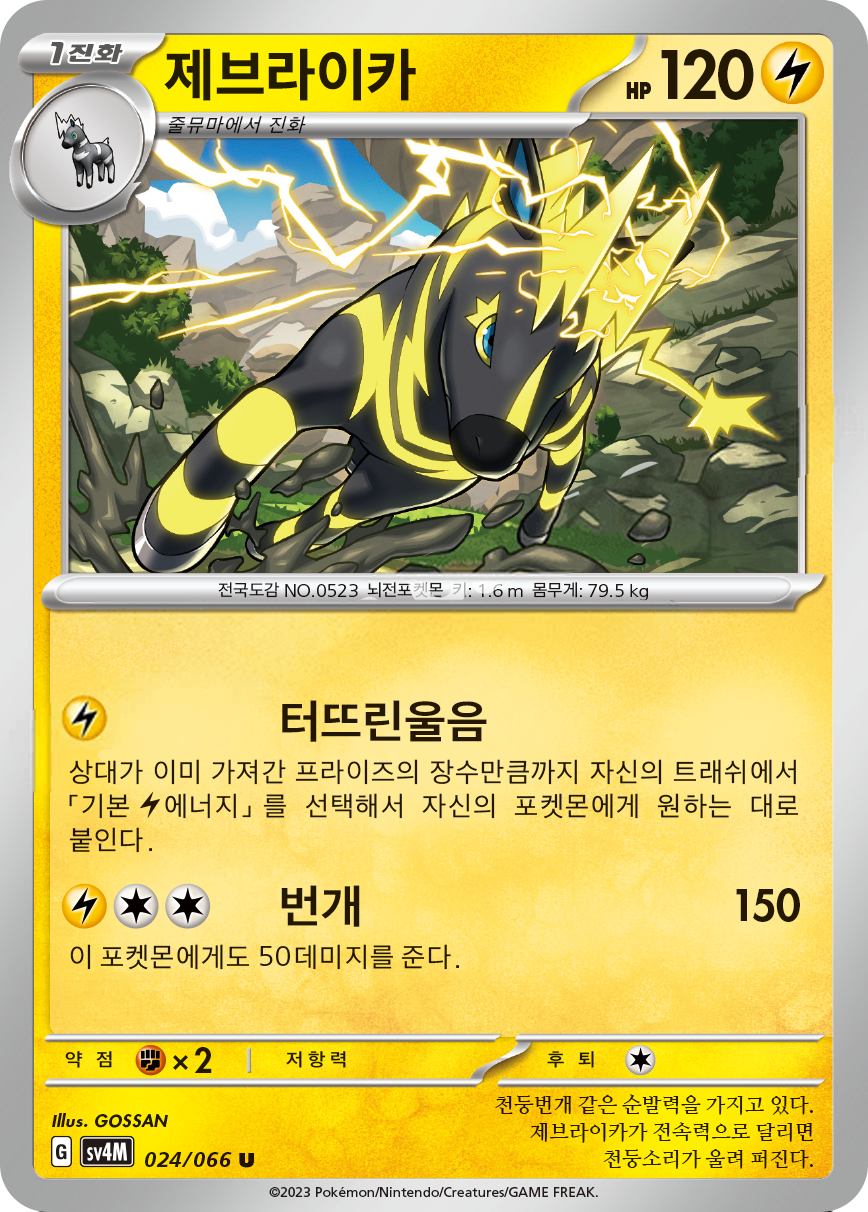 1진화
제브라이카
HP 120
줄뮤마에서 진화
전국도감 NO.0523 뇌전포켓몬 키: 1.6 m 몸무게: 79.5 kg
터뜨린울음
상대가 이미 가져간 프라이즈의 장수만큼까지 자신의 트래쉬에서
「기본 에너지」를 선택해서 자신의 포켓몬에게 원하는 대로
붙인다.
번개 150
이 포켓몬에게도 50데미지를 준다.
약점 ×2 저항력 후퇴
천둥번개 같은 순발력을 가지고 있다.
제브라이카가 전속력으로 달리면
천둥소리가 울려 퍼진다.
Illus. GOSSAN
G sv4M 024/066 U
©2023 Pokémon/Nintendo/Creatures/GAME FREAK.